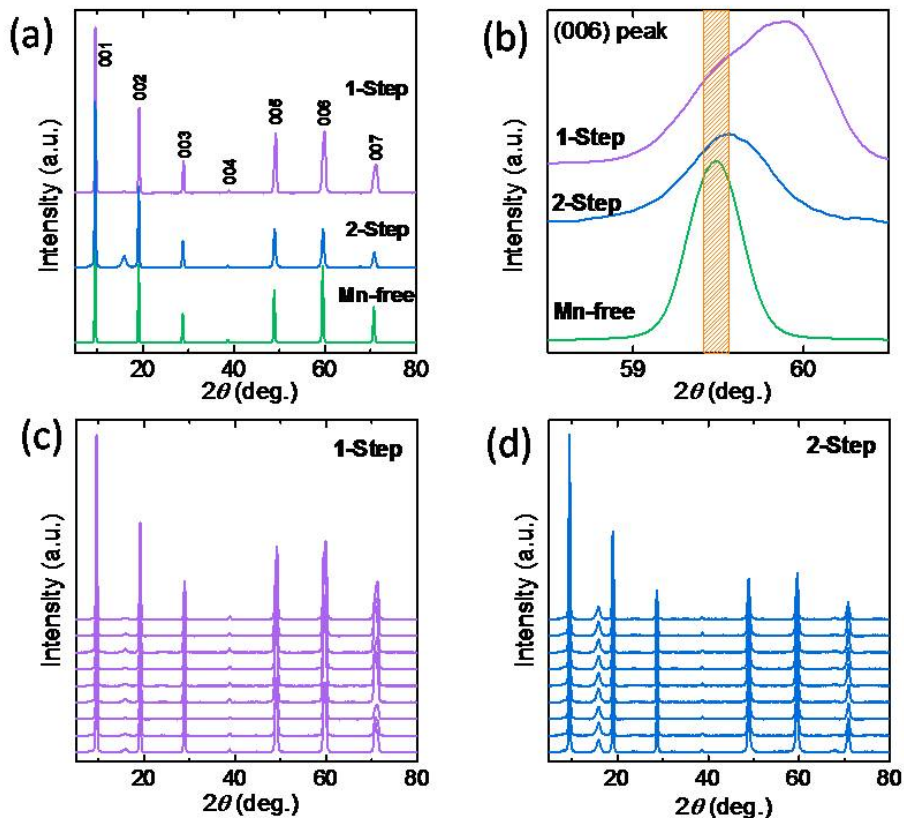 (a)
001
002
003
004
005
006
007
1-Step
2-Step
Mn-free
Intensity (a.u.)
20
40
60
80
2θ (deg.)
(b)
(006) peak
1-Step
2-Step
Mn-free
Intensity (a.u.)
59
60
2θ (deg.)
(c)
1-Step
Intensity (a.u.)
20
40
60
80
2θ (deg.)
(d)
2-Step
Intensity (a.u.)
20
40
60
80
2θ (deg.)